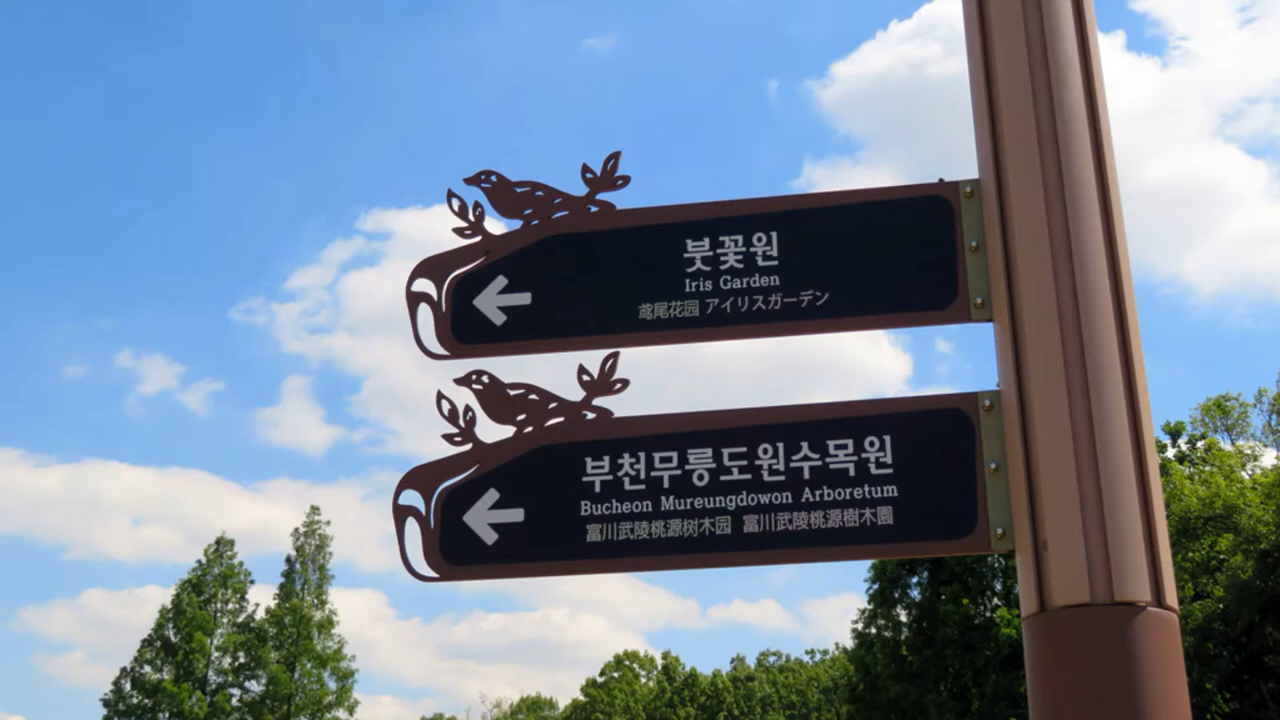 붓꽃원
Iris Garden
鸢尾花园 アイリスガーデン
부천무릉도원수목원
Bucheon Mureungdowon Arboretum
富川武陵桃源树木园 富川武陵桃源樹木園